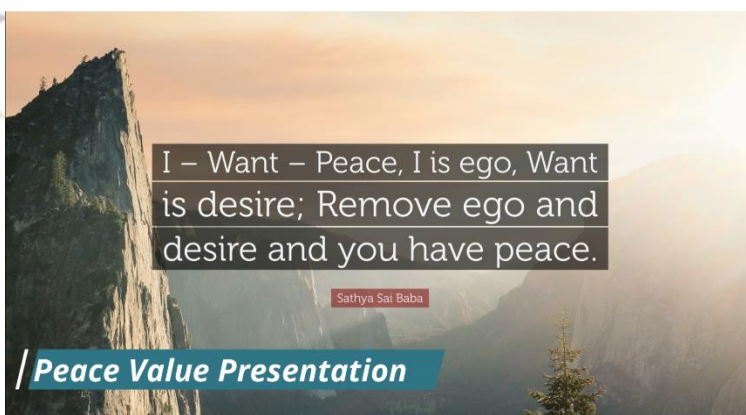 I – Want – Peace, I is ego, Want
is desire; Remove ego and
desire and you have peace.
Sathya Sai Baba
Peace Value Presentation